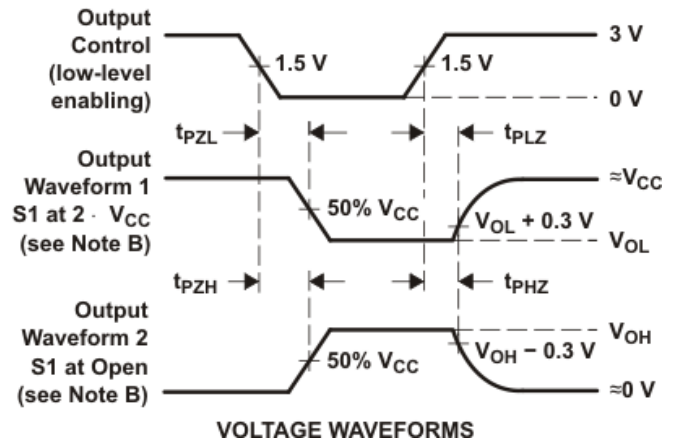 Output
Control
(low-level
enabling)
1.5 V
1.5 V
3 V
0 V
tPZL
tPLZ
Output
Waveform 1
S1 at 2 · VCC
(see Note B)
50% VCC
VOL + 0.3 V
≈VCC
VOL
tPZH
tPHZ
Output
Waveform 2
S1 at Open
(see Note B)
50% VCC
VOH − 0.3 V
VOH
≈0 V
VOLTAGE WAVEFORMS